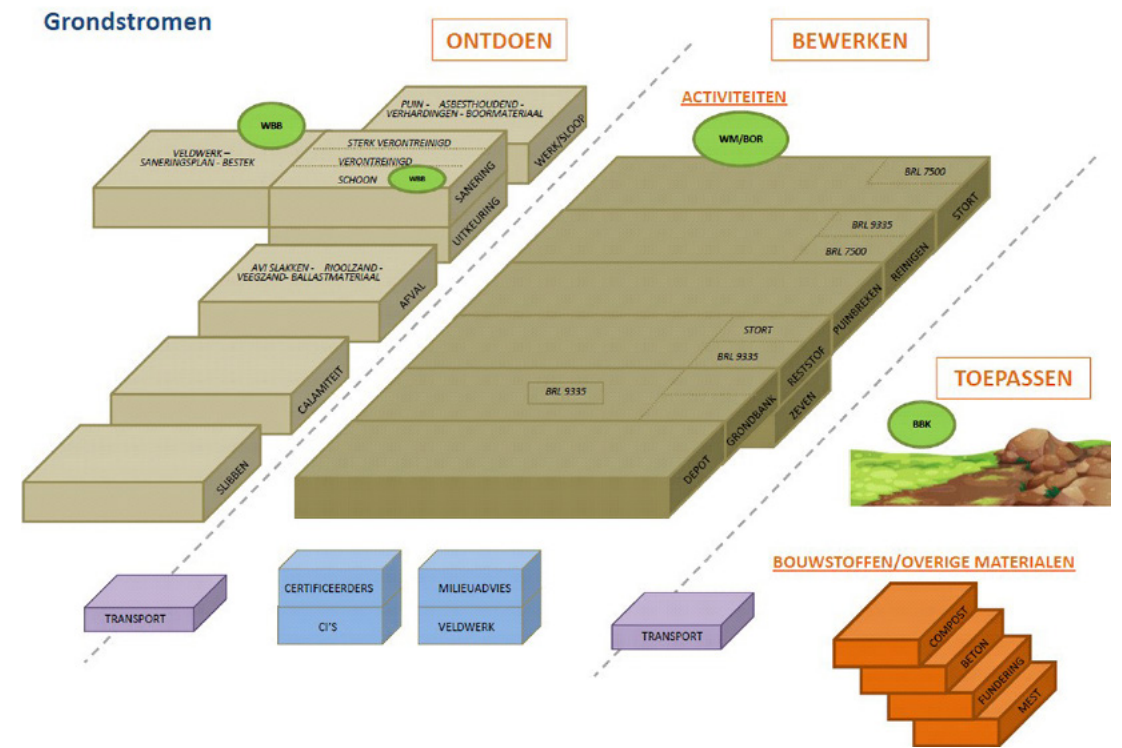 Grondstromen
ONTDOEN
BEWERKEN
ACTIVITEITEN
WBB
PUIN - ASBESTHOUDEND -
VERHARDINGEN - BOORMATERIAAL
WERK/SLOOP
VELDWERK –
SANERINGSPLAN - BESTEK
STERK VERONTREINIGD
VERONTREINIGD
SCHOON
WBB
SANERING
UITKEURING
AVI SLAKKEN - RIOOLZAND -
VEEGZAND- BALLASTMATERIAAL
AFVAL
CALAMITEIT
SLIBBEN
WM/BOR
BRL 7500
STORT
BRL 9335
BRL 7500
REINIGEN
PUINBREKEN
STORT
BRL 9335
RESTSTOF
ZEVEN
BRL 9335
GRONDBANK
DEPOT
TOEPASSEN
BBK
TRANSPORT
CERTIFICEERDERS
CI'S
MILIEUADVIES
VELDWERK
TRANSPORT
BOUWSTOFFEN/OVERIGE MATERIALEN
COMPOST
BETON
FUNDERING
MEST